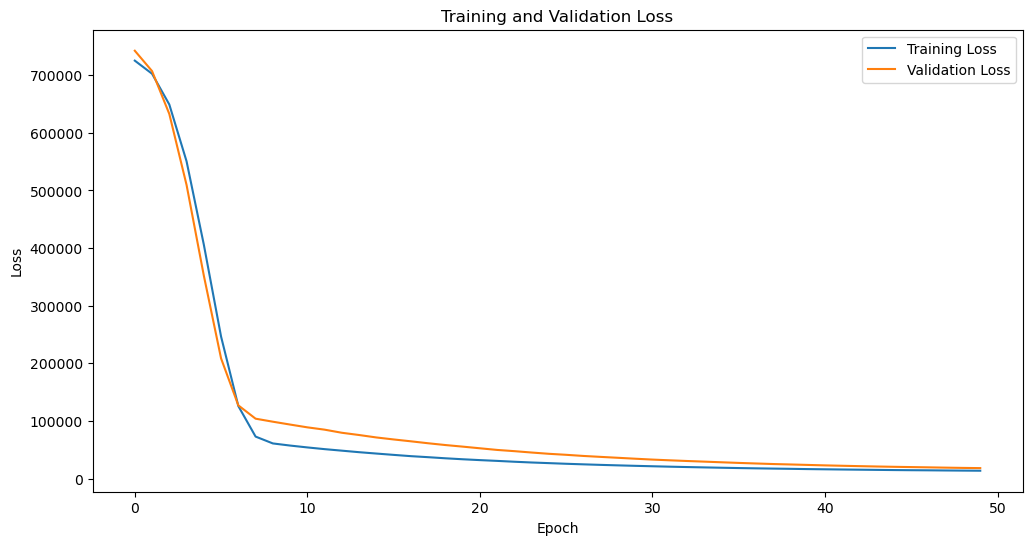 Training and Validation Loss
Training Loss
Validation Loss
700000
600000
500000
400000
300000
200000
100000
0
Loss
0 10 20 30 40 50
Epoch